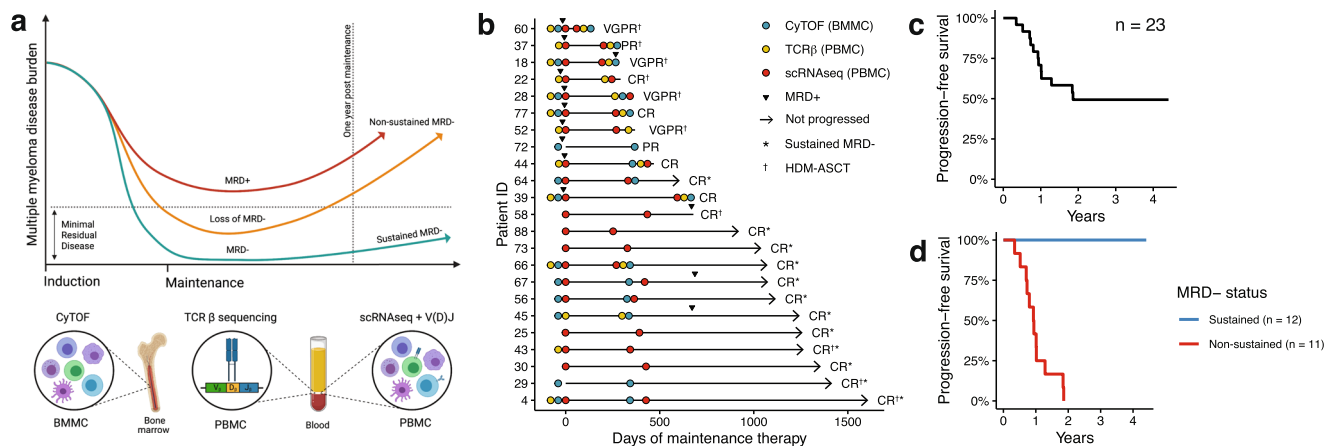 a
Multiple myeloma disease burden
One year post maintenance
Non-sustained MRD-
MRD+
Loss of MRD-
MRD-
Sustained MRD-
Minimal
Residual
Disease
Induction
Maintenance
CyTOF
TCR β sequencing
scRNAseq + V(D)J
BMMC
Bone
marrow
PBMC
Blood
PBMC
b
Patient ID
60 VGPR†
37 PR†
18 VGPR†
22 CR†
28 VGPR†
77 CR
52 VGPR†
72 PR
44 CR
64 CR*
39 CR
58 CR†
88 CR*
73 CR*
66 CR*
67 CR*
56 CR*
45 CR*
25 CR*
43 CR†*
30 CR*
29 CR†*
4 CR†*
0 500 1000 1500
Days of maintenance therapy
CyTOF (BMMC)
TCRβ (PBMC)
scRNAseq (PBMC)
MRD+
Not progressed
* Sustained MRD-
† HDM-ASCT
c
n = 23
Progression-free survival
100%
75%
50%
25%
0%
0 1 2 3 4
Years
d
Progression-free survival
100%
75%
50%
25%
0%
0 1 2 3 4
Years
MRD− status
Sustained (n = 12)
Non-sustained (n = 11)